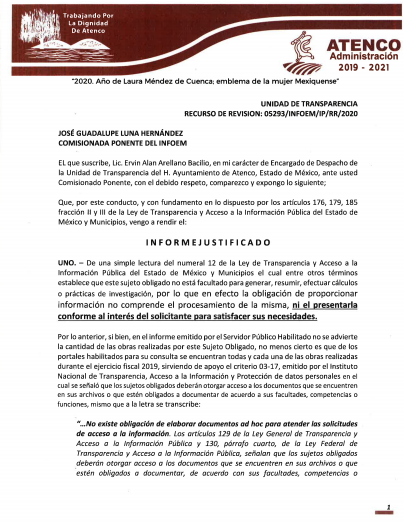 Trabajando Por
La Dignidad
De Atenco
ATENCO
Administración
2019 - 2021
"2020. Año de Laura Méndez de Cuenca; emblema de la mujer Mexiquense"
UNIDAD DE TRANSPARENCIA
RECURSO DE REVISION: 05293/INFOEM/IP/RR/2020
JOSÉ GUADALUPE LUNA HERNÁNDEZ
COMISIONADA PONENTE DEL INFOEM
EL que suscribe, Lic. Ervin Alan Arellano Bacilio, en mi carácter de Encargado de Despacho de
la Unidad de Transparencia del H. Ayuntamiento de Atenco, Estado de México, ante usted
Comisionado Ponente, con el debido respeto, comparezco y expongo lo siguiente;
Que, por este conducto, y con fundamento en lo dispuesto por los artículos 176, 179, 185
fracción II y III de la Ley de Transparencia y Acceso a la Información Pública del Estado de
México y Municipios, vengo a rendir el:
I N F O R M E J U S T I F I C A D O
UNO. – De una simple lectura del numeral 12 de la Ley de Transparencia y Acceso a la
Información Pública del Estado de México y Municipios el cual entre otros términos
establece que este sujeto obligado no está facultado para generar, resumir, efectuar cálculos
o prácticas de investigación, por lo que en efecto la obligación de proporcionar
información no comprende el procesamiento de la misma, ni el presentarla
conforme al interés del solicitante para satisfacer sus necesidades.
Por lo anterior, si bien, en el informe emitido por el Servidor Público Habilitado no se advierte
la cantidad de las obras realizadas por este Sujeto Obligado, no menos cierto es que de los
portales habilitados para su consulta se encuentran todas y cada una de las obras realizadas
durante el ejercicio fiscal 2019, sirviendo de apoyo el criterio 03-17, emitido por el Instituto
Nacional de Transparencia, Acceso a la Información y Protección de datos personales en el
cual se señaló que los sujetos obligados deberán otorgar acceso a los documentos que se encuentren
en sus archivos o que estén obligados a documentar de acuerdo a sus facultades, competencias o
funciones, mismo que a la letra se transcribe:
"…No existe obligación de elaborar documentos ad hoc para atender las solicitudes
de acceso a la información. Los artículos 129 de la Ley General de Transparencia y
Acceso a la Información Pública y 130, párrafo cuarto, de la Ley Federal de
Transparencia y Acceso a la Información Pública, señalan que los sujetos obligados
deberán otorgar acceso a los documentos que se encuentren en sus archivos o que
estén obligados a documentar, de acuerdo con sus facultades, competencias o
1